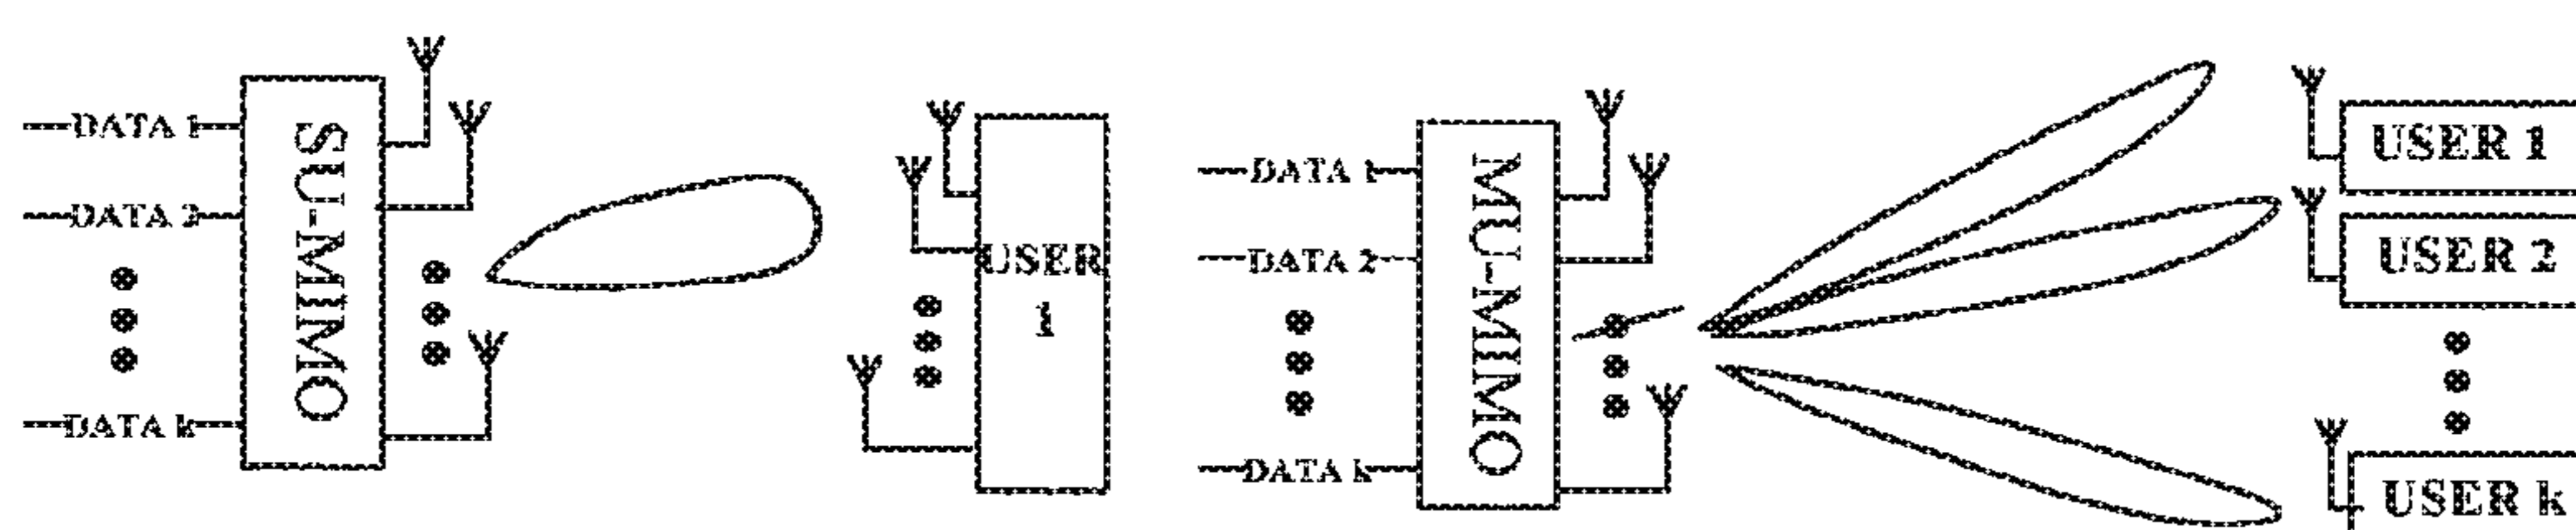 DATA 1
DATA 2
DATA k
SU-MIMO
USER
1
DATA 1
DATA 2
DATA k
MU-MIMO
USER 1
USER 2
USER k